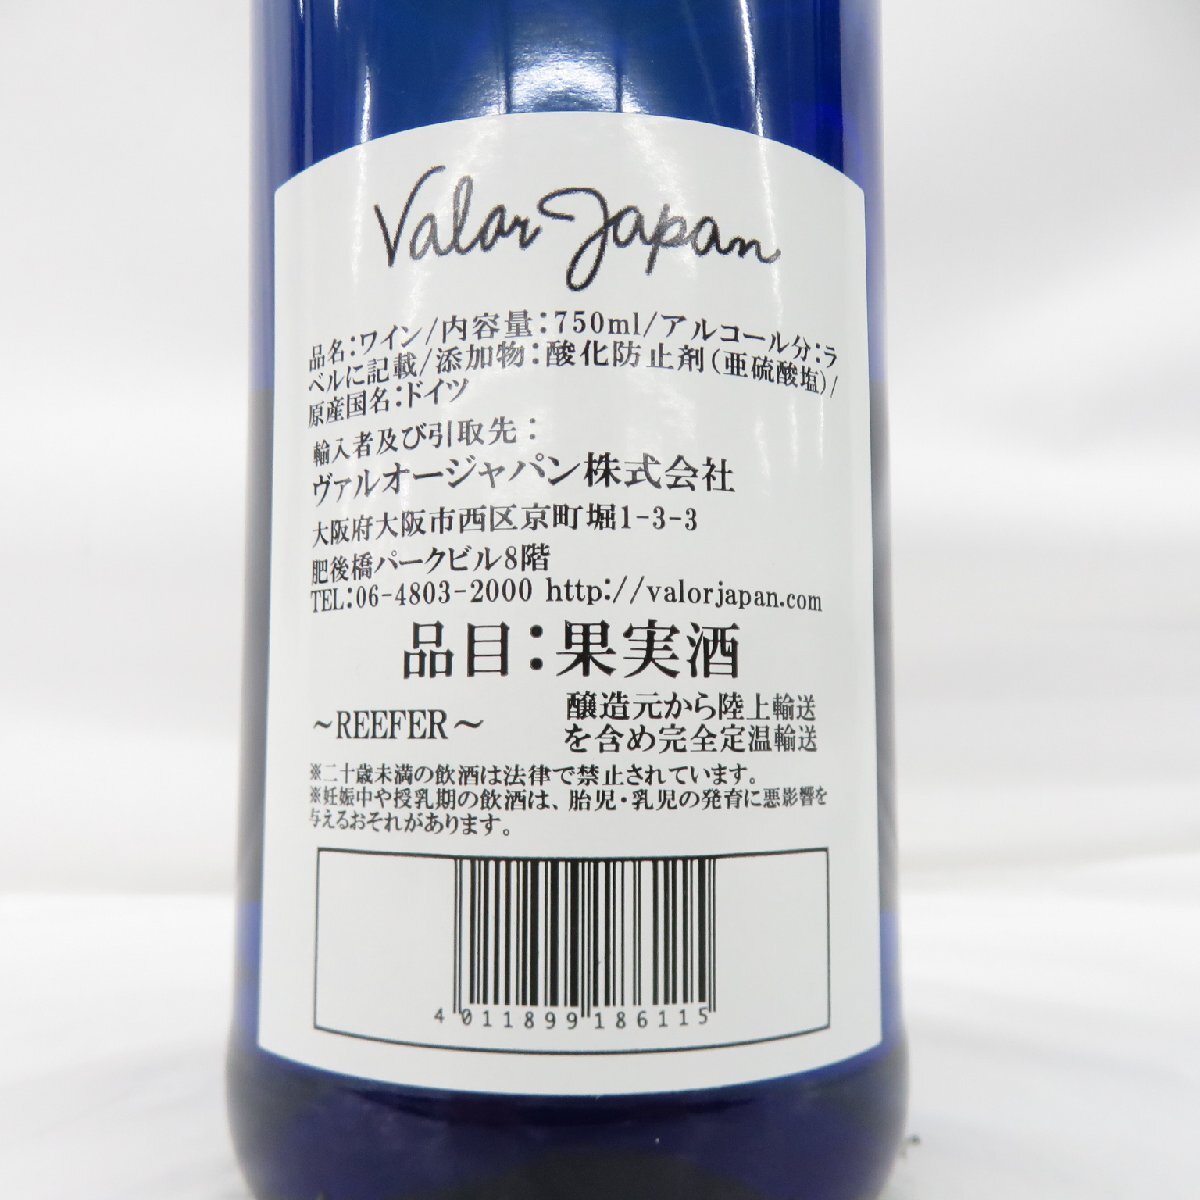 Valor Japan
品名:ワイン/内容量:750ml/アルコール分:ラ
ベルに記載/添加物:酸化防止剤(亜硫酸塩)/
原産国名:ドイツ
輸入者及び引取先:
ヴァルオージャパン株式会社
大阪府大阪市西区京町堀1-3-3
肥後橋パークビル8階
TEL:06-4803-2000 http://valorjapan.com
品目:果実酒
～REEFER～
醸造元から陸上輸送
を含め完全定温輸送
※二十歳未満の飲酒は法律で禁止されています。
※妊娠中や授乳期の飲酒は、胎児・乳児の発育に悪影響を
与えるおそれがあります。
4 011899 186115